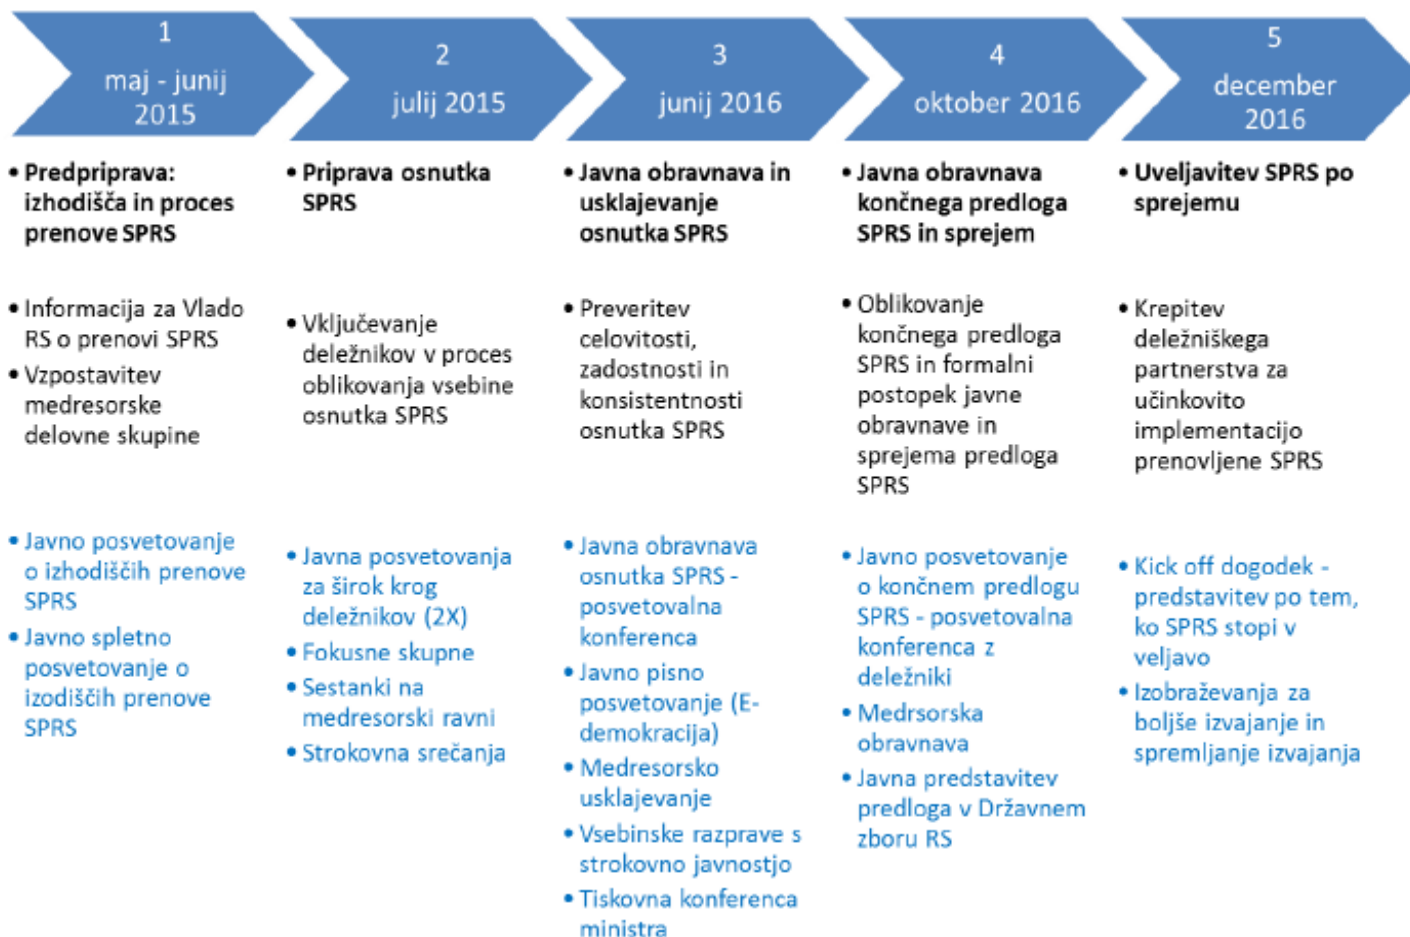 1
maj - junij
2015
2
julij 2015
3
junij 2016
4
oktober 2016
5
december
2016
• Predpriprava:
izhodišča in proces
prenove SPRS
• Informacija za Vlado
RS o prenovi SPRS
• Vzpostavitev
medresorske
delovne skupine
• Javno posvetovanje
o izhodiščih prenove
SPRS
• Javno spletno
posvetovanje o
izodiščih prenove
SPRS
• Priprava osnutka
SPRS
• Vključevanje
deležnikov v proces
oblikovanja vsebine
osnutka SPRS
• Javna posvetovanja
za širok krog
deležnikov (2X)
• Fokusne skupne
• Sestanki na
medresorski ravni
• Strokovna srečanja
• Javna obravnava in
usklajevanje
osnutka SPRS
• Preveritev
celovitosti,
zadostnosti in
konsistentnosti
osnutka SPRS
• Javna obravnava
osnutka SPRS -
posvetovalna
konferenca
• Javno pisno
posvetovanje (E-
demokracija)
• Medresorsko
usklajevanje
• Vsebinske razprave s
strokovno javnostjo
• Tiskovna konferenca
ministra
• Javna obravnava
končnega predloga
SPRS in sprejem
• Oblikovanje
končnega predloga
SPRS in formalni
postopek javne
obravnave in
sprejema predloga
SPRS
• Javno posvetovanje
o končnem predlogu
SPRS - posvetovalna
konferenca z
deležniki
• Medrsorska
obravnava
• Javna predstavitev
predloga v Državnem
zboru RS
• Uveljavitev SPRS po
sprejemu
• Krepitev
deležniškega
partnerstva za
učinkovito
implementacijo
prenovljene SPRS
• Kick off dogodek -
predstavitev po tem,
ko SPRS stopi v
veljavo
• Izobraževanja za
boljše izvajanje in
spremljanje izvajanja